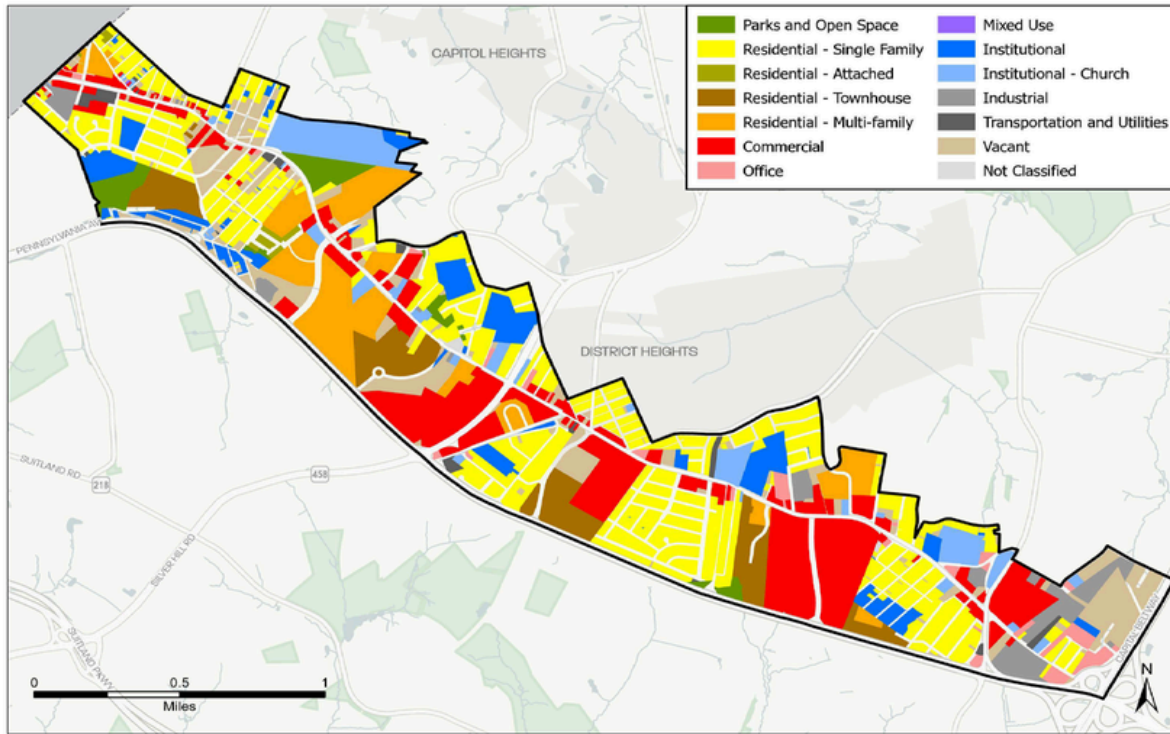 Parks and Open Space
Residential - Single Family
Residential - Attached
Residential - Townhouse
Residential - Multi-family
Commercial
Office
Mixed Use
Institutional
Institutional - Church
Industrial
Transportation and Utilities
Vacant
Not Classified
CAPITOL HEIGHTS
PENNSYLVANIA AV
DISTRICT HEIGHTS
SUITLAND RD
218
458
SILVER HILL RD
SUITLAND PKWY
CAPITAL BELTWAY
0 0.5 1
Miles
N